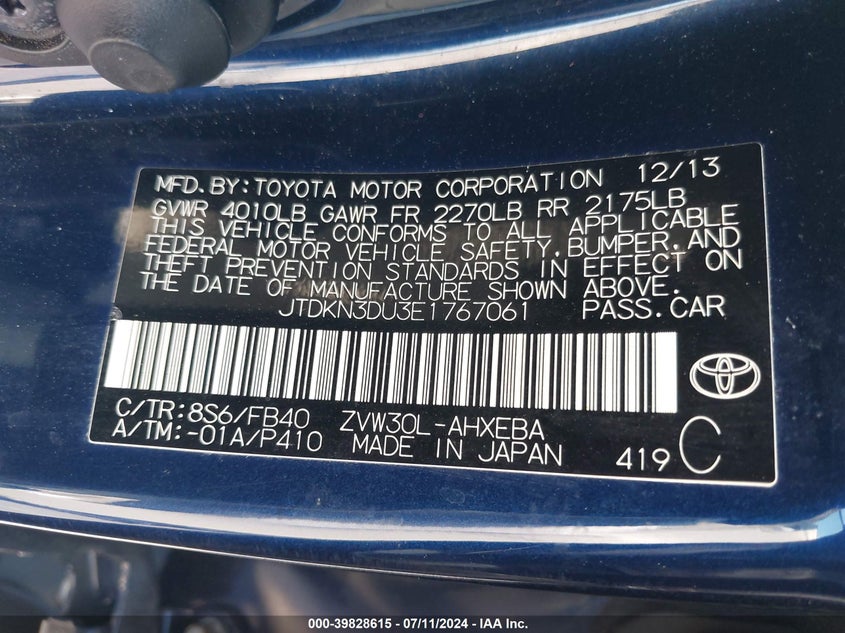 MFD. BY: TOYOTA MOTOR CORPORATION 12/13
GVWR 4010LB GAWR FR 2270LB RR 2175LB
THIS VEHICLE CONFORMS TO ALL APPLICABLE
FEDERAL MOTOR VEHICLE SAFETY, BUMPER, AND
THEFT PREVENTION STANDARDS IN EFFECT ON
THE DATE OF MANUFACTURE SHOWN ABOVE.
JTDKN3DU3E1767061 PASS. CAR
C/TR: 8S6/FB40 ZVW30L-AHXEBA
A/TM: -01A/P410 MADE IN JAPAN 419 C
000-39828615 - 07/11/2024 - IAA Inc.